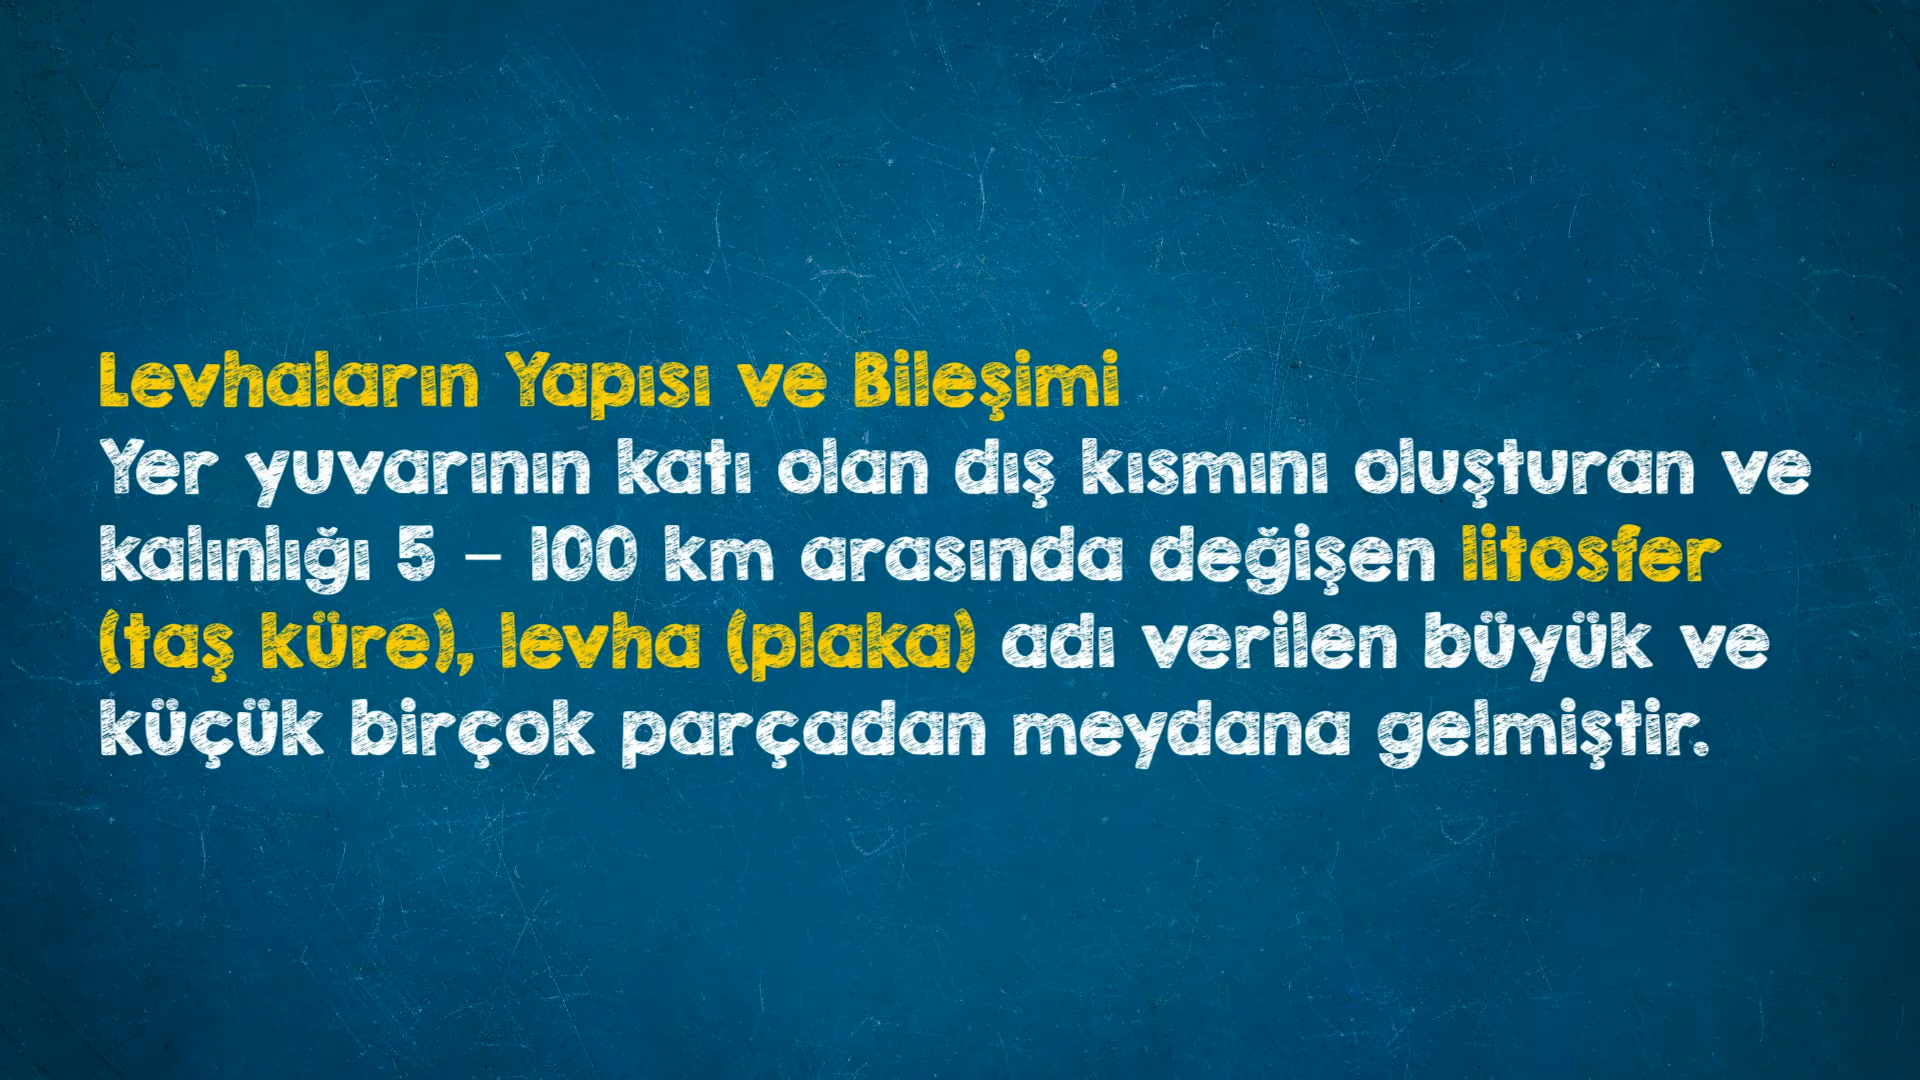 Levhaların Yapısı ve Bileşimi
Yer yuvarının katı olan dış kısmını oluşturan ve
kalınlığı 5 – 100 km arasında değişen litosfer
(taş küre), levha (plaka) adı verilen büyük ve
küçük birçok parçadan meydana gelmiştir.